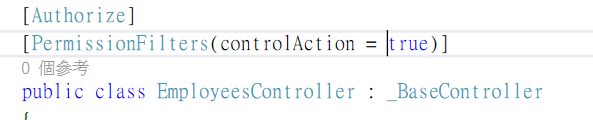 [Authorize]
[PermissionFilters(controlAction = true)]
0 個參考
public class EmployeesController : _BaseController
{